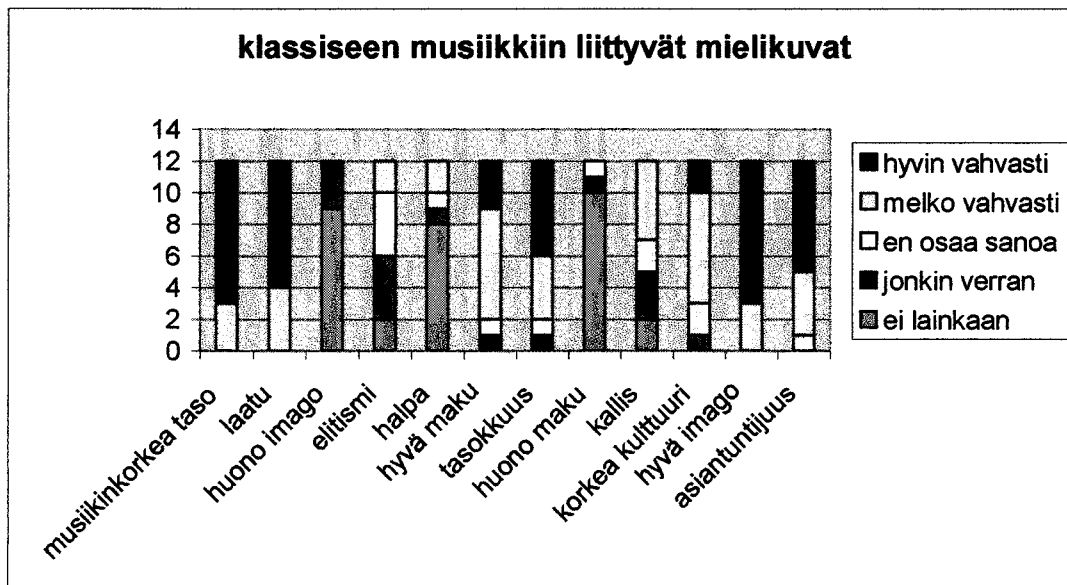 klassiseen musiikkiin liittyvät mielikuvat
14
12
10
8
6
4
2
0
musiikinkorkea taso
laatu
huono imago
elitismi
halpa
hyvä maku
tasokkuus
huono maku
kallis
korkea kulttuuri
hyvä imago
asiantuntijuus
hyvin vahvasti
melko vahvasti
en osaa sanoa
jonkin verran
ei lainkaan